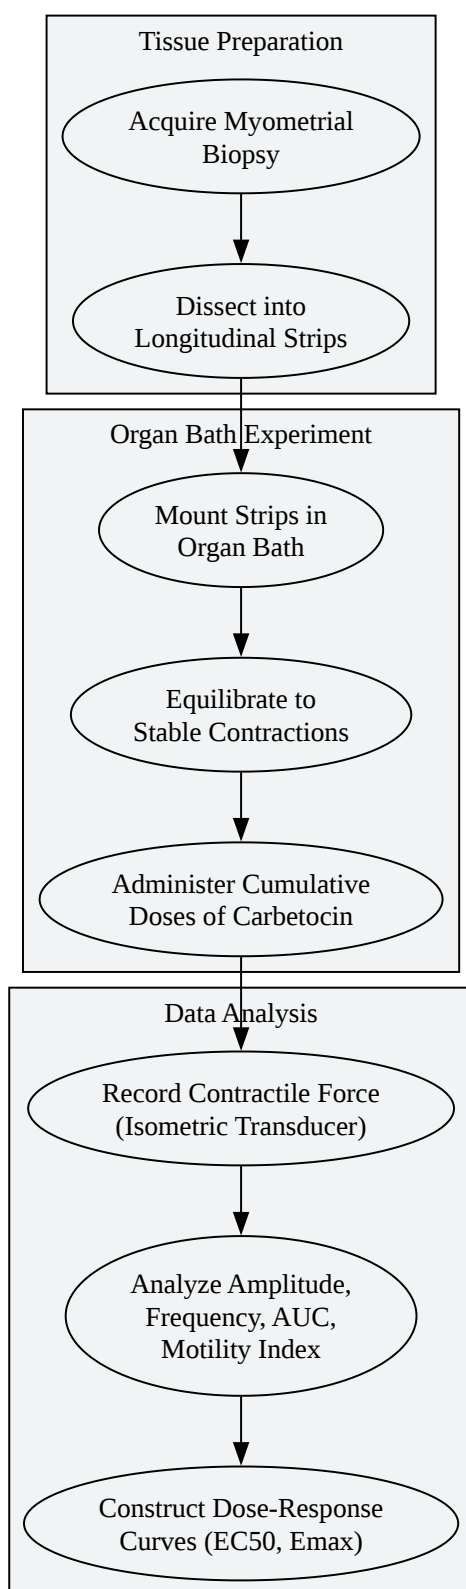 Tissue Preparation
Acquire Myometrial
Biopsy
Dissect into
Longitudinal Strips
Organ Bath Experiment
Mount Strips in
Organ Bath
Equilibrate to
Stable Contractions
Administer Cumulative
Doses of Carbetocin
Data Analysis
Record Contractile Force
(Isometric Transducer)
Analyze Amplitude,
Frequency, AUC,
Motility Index
Construct Dose-Response
Curves (EC50, Emax)